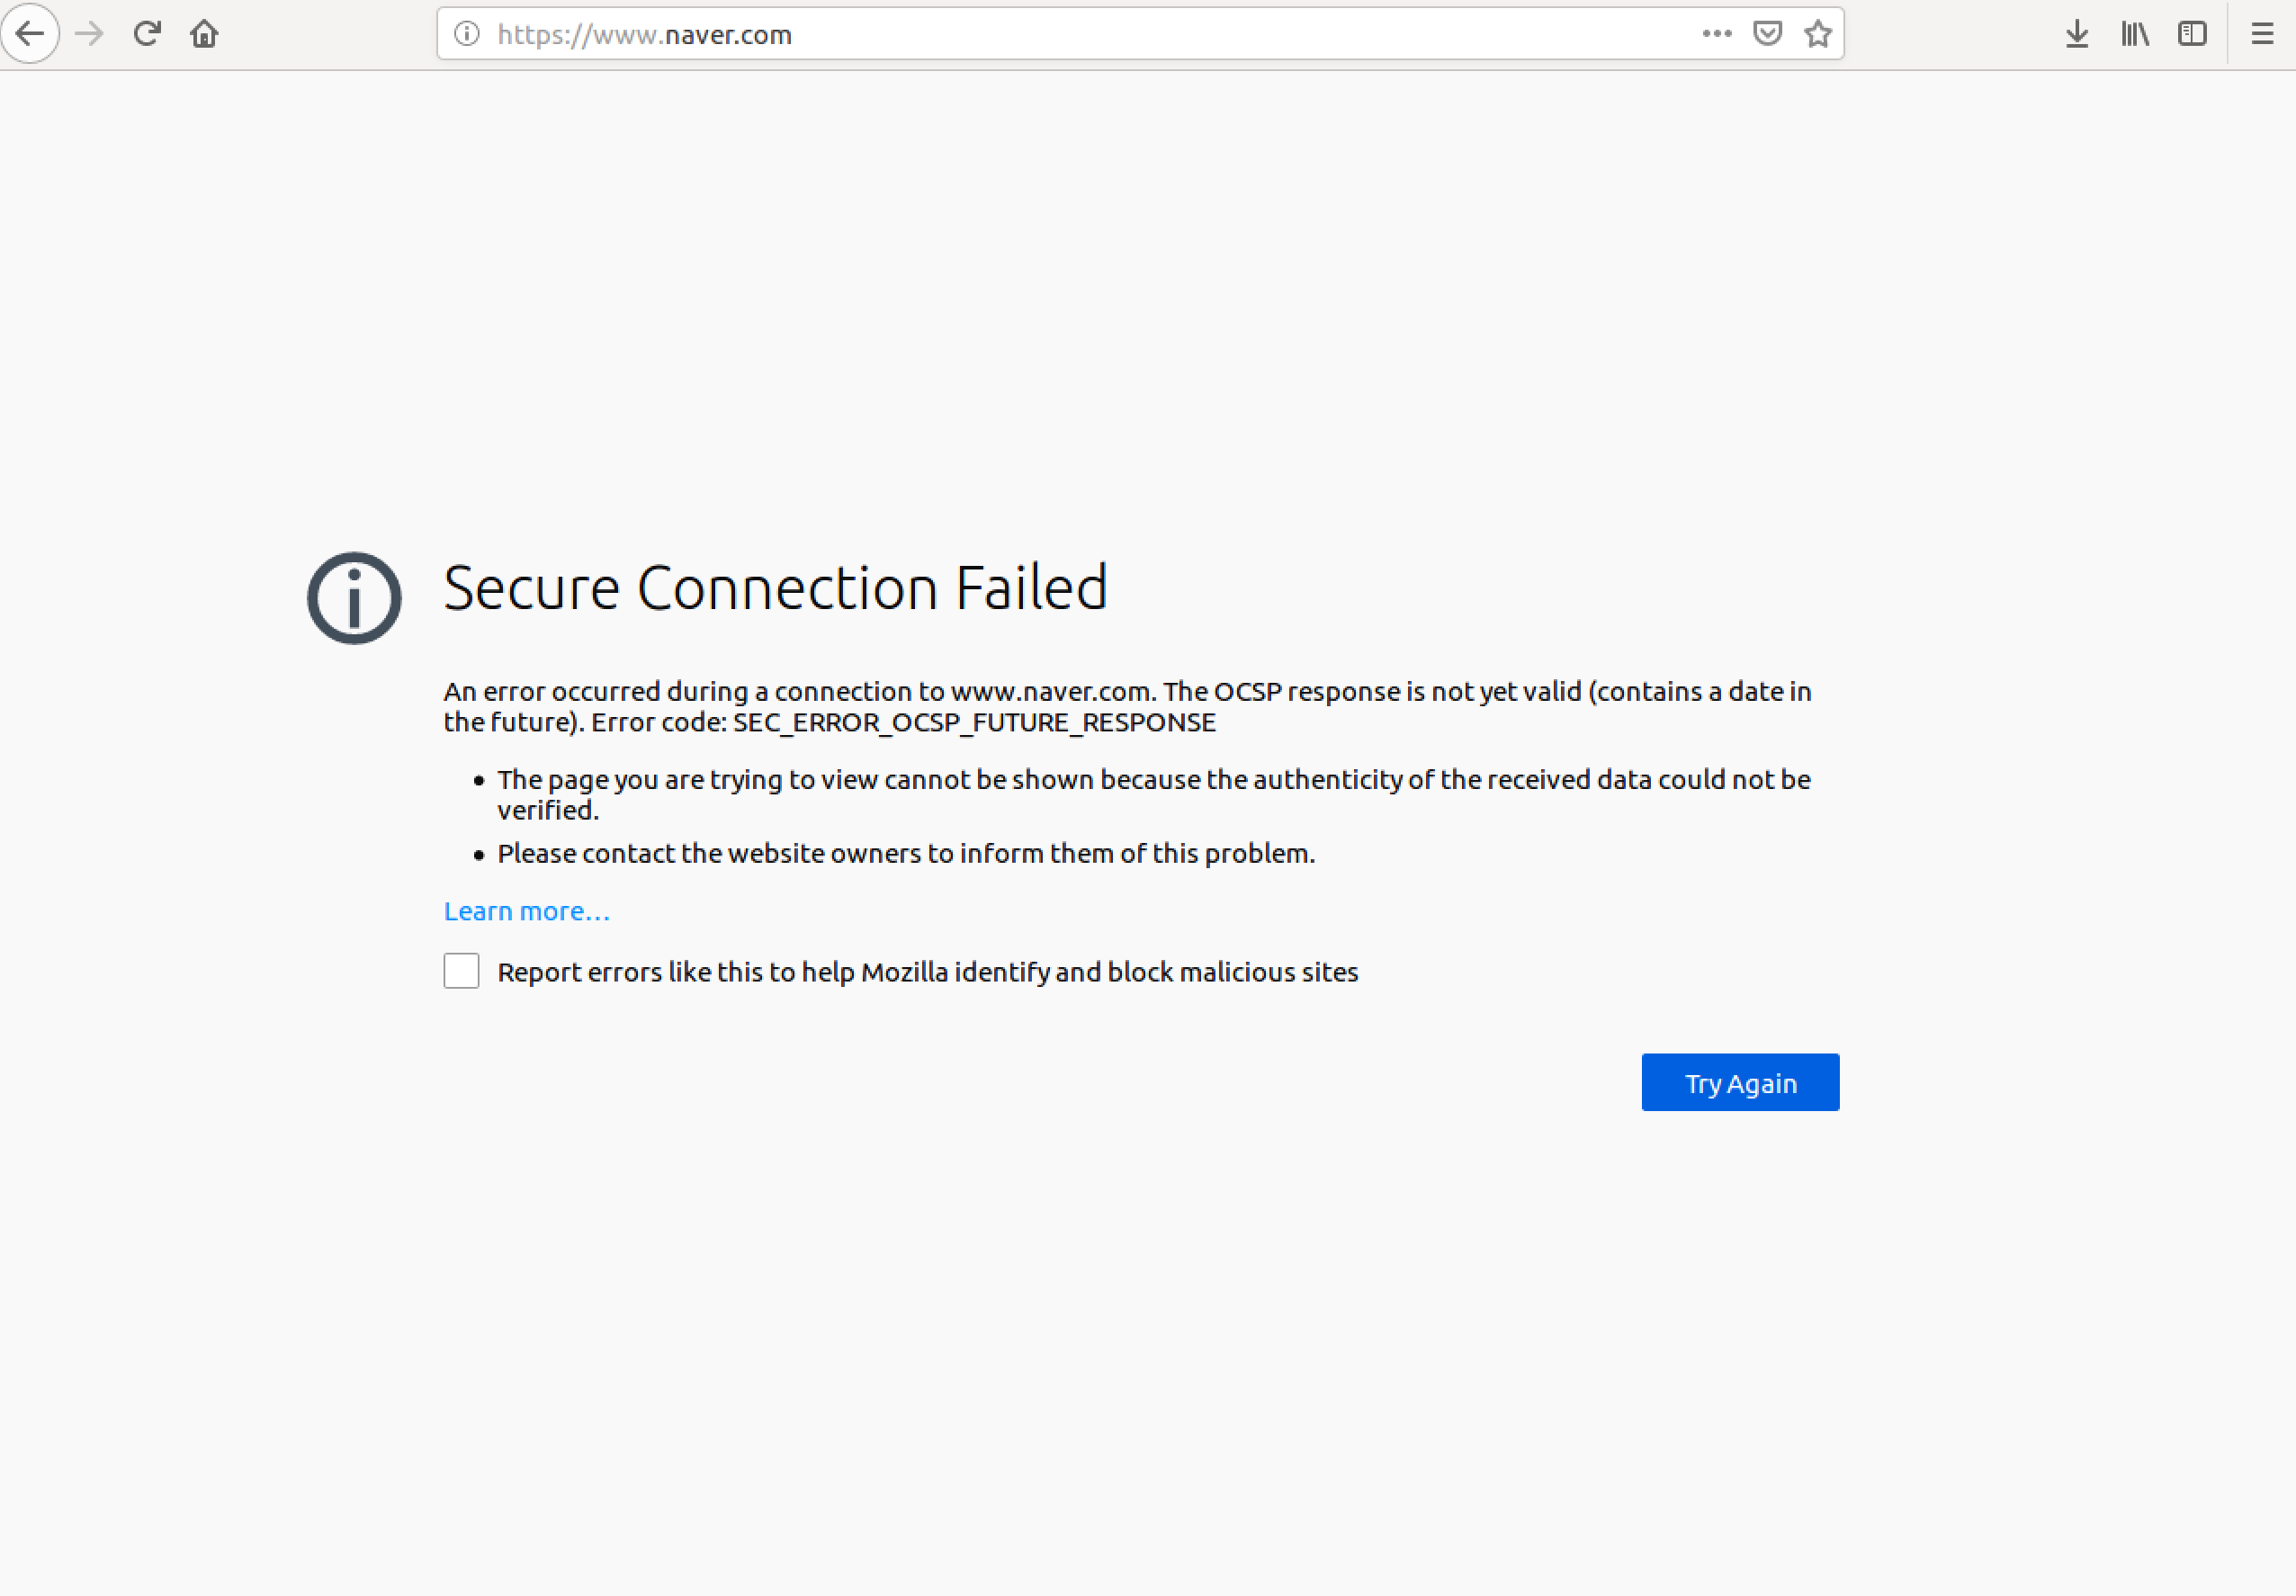 https://www.naver.com
Secure Connection Failed
An error occurred during a connection to www.naver.com. The OCSP response is not yet valid (contains a date in
the future). Error code: SEC_ERROR_OCSP_FUTURE_RESPONSE
The page you are trying to view cannot be shown because the authenticity of the received data could not be
verified.
Please contact the website owners to inform them of this problem.
Learn more…
Report errors like this to help Mozilla identify and block malicious sites
Try Again